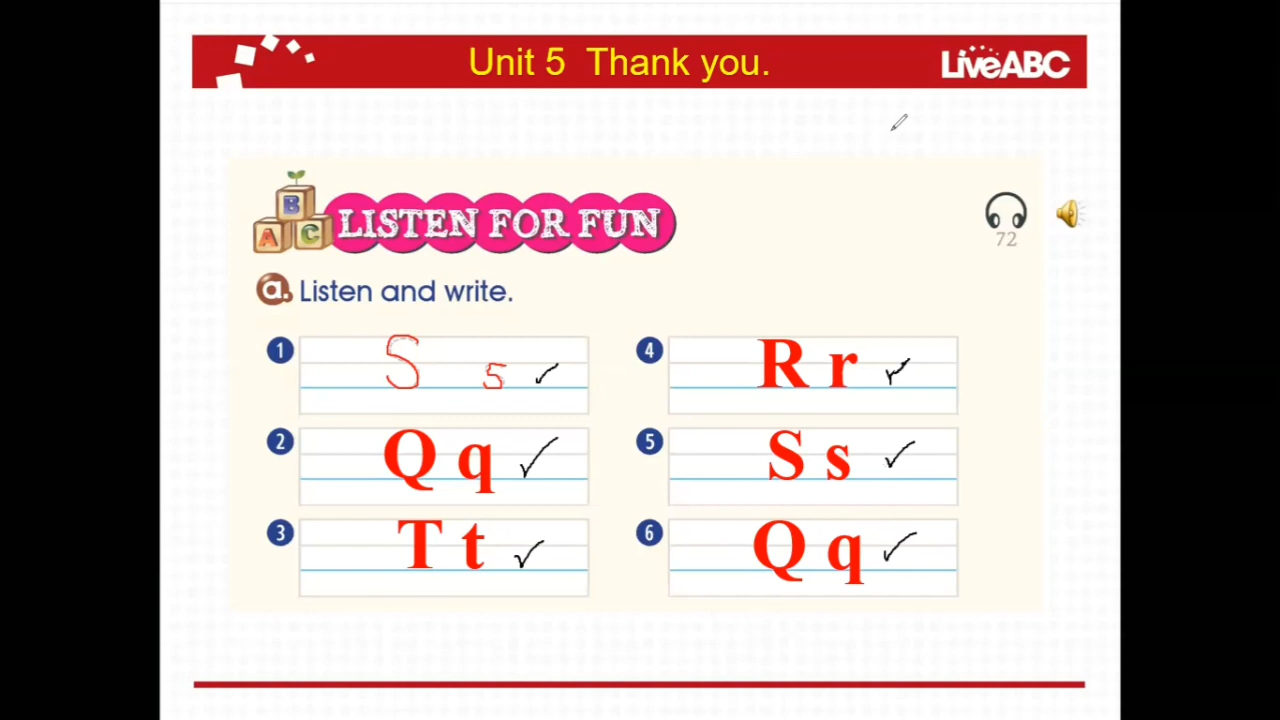 Unit 5 Thank you.
LiveABC
B
A C
LISTEN FOR FUN
72
a. Listen and write.
1 S s
2 Q q
3 T t
4 R r
5 S s
6 Q q